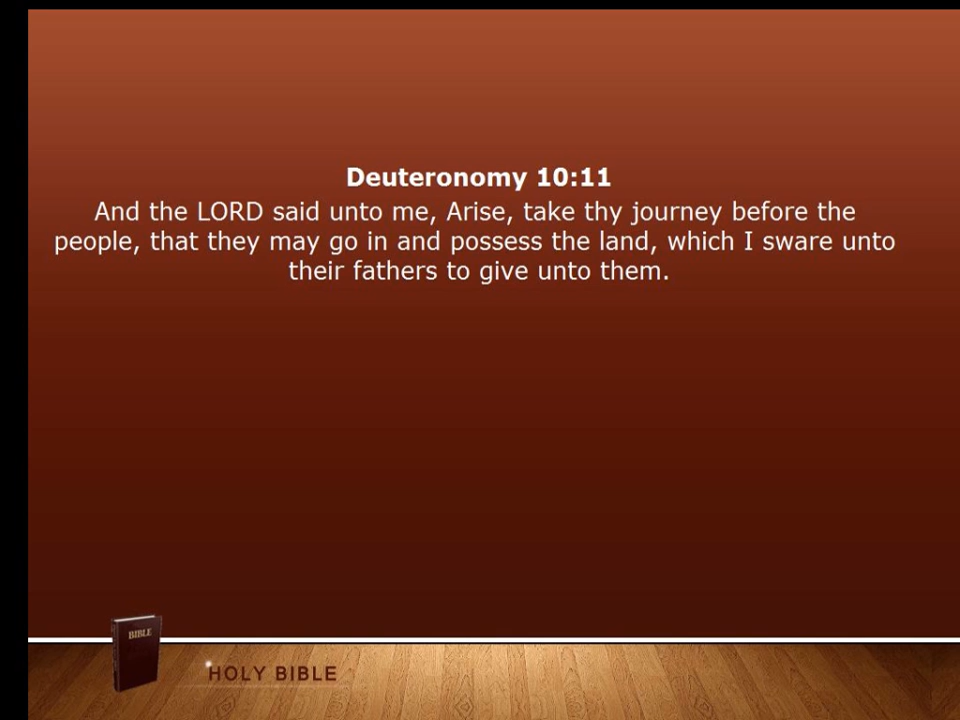 Deuteronomy 10:11
And the LORD said unto me, Arise, take thy journey before the
people, that they may go in and possess the land, which I sware unto
their fathers to give unto them.
BIBLE
HOLY BIBLE